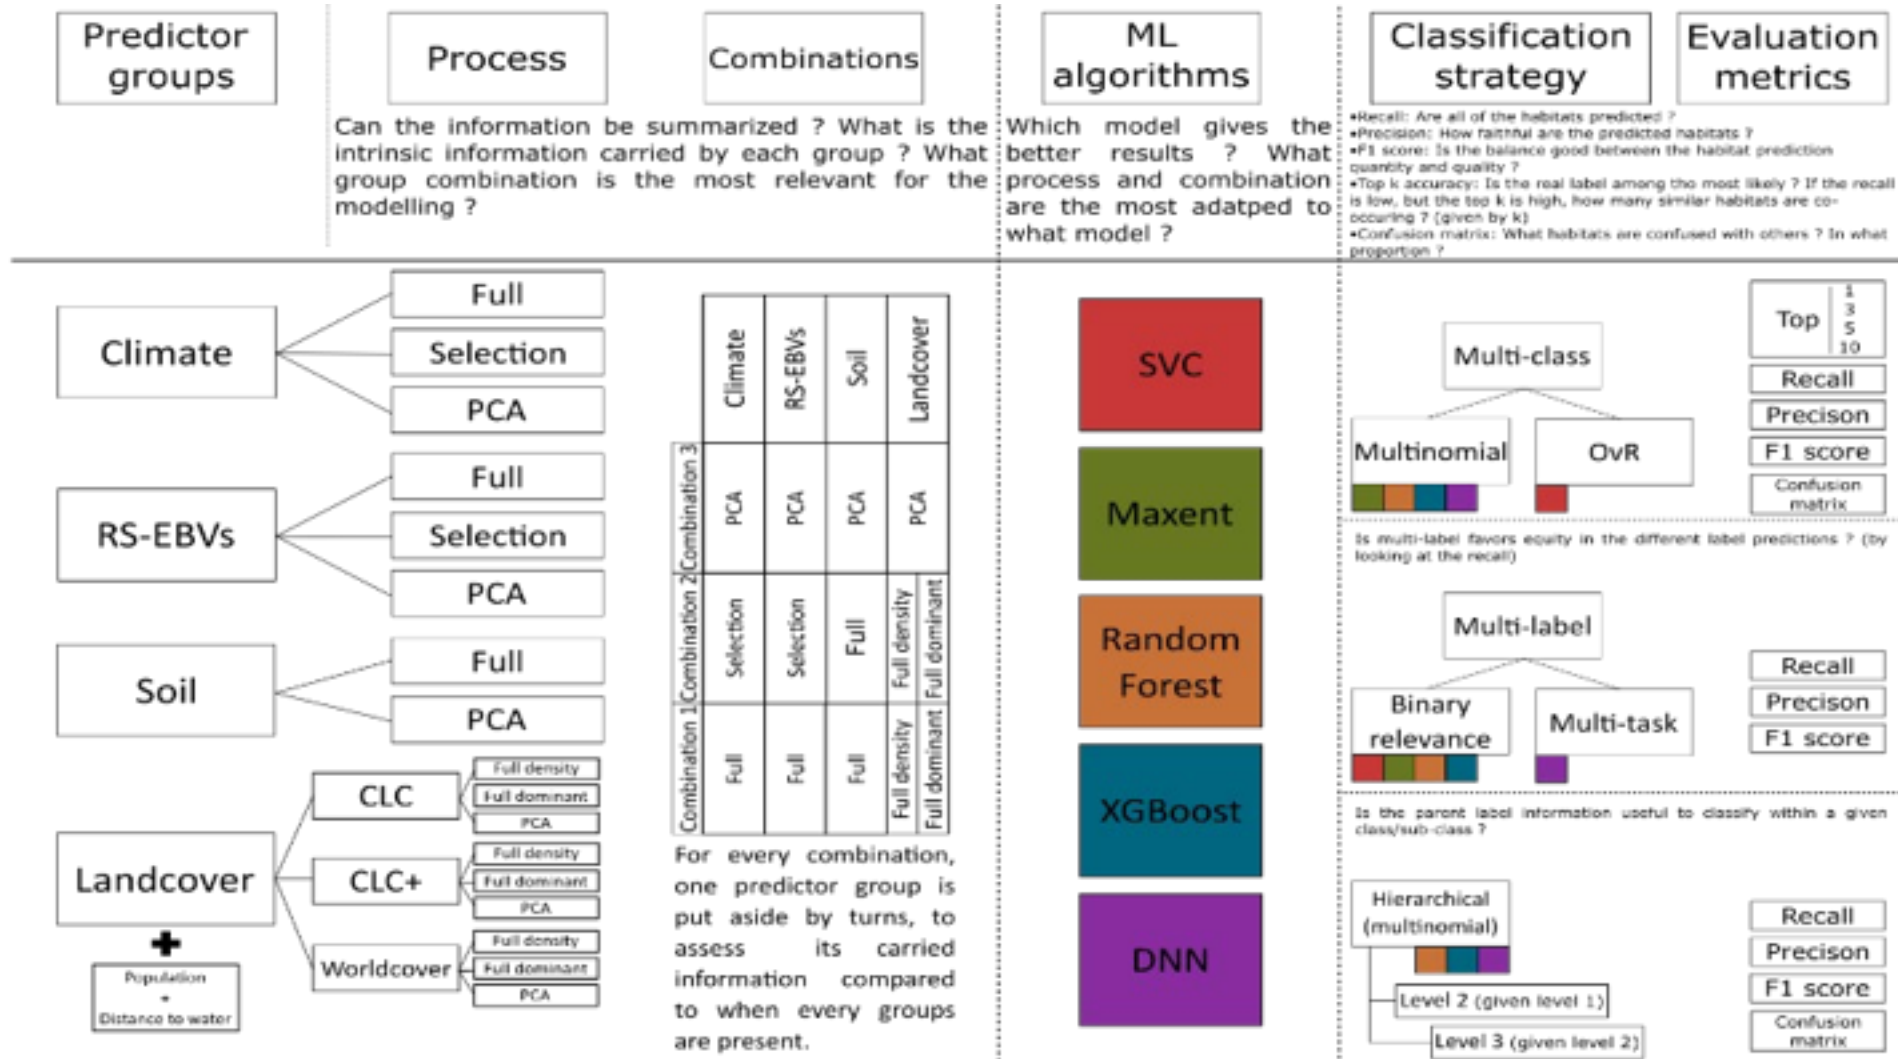 Predictor
groups
Process
Combinations
ML
algorithms
Classification
strategy
Evaluation
metrics
Can the information be summarized ? What is the
intrinsic information carried by each group ? What
group combination is the most relevant for the
modelling ?
Which model gives the
better results ? What
process and combination
are the most adatped to
what model ?
•Recall: Are all of the habitats predicted ?
•Precision: How faithful are the predicted habitats ?
•F1 score: Is the balance good between the habitat prediction
quantity and quality ?
•Top k accuracy: Is the real label among tho most likely ? If the recall
is low, but the top k is high, how many similar habitats are co-
occuring ? (given by k)
•Confusion matrix: What habitats are confused with others ? In what
proportion ?
Climate
Full
Selection
PCA
RS-EBVs
Full
Selection
PCA
Soil
Full
PCA
Landcover
CLC
Full density
Full dominant
PCA
CLC+
Full density
Full dominant
PCA
Worldcover
Full density
Full dominant
PCA
+
Population
+
Distance to water
Climate
RS-EBVs
Soil
Landcover
Combination 3
PCA
PCA
PCA
PCA
Combination 2
Selection
Selection
Full
Full density
Full dominant
Combination 1
Full
Full
Full
Full density
Full dominant
For every combination,
one predictor group is
put aside by turns, to
assess its carried
information compared
to when every groups
are present.
SVC
Maxent
Random
Forest
XGBoost
DNN
Multi-class
Multinomial
OvR
Top
1
3
5
10
Recall
Precison
F1 score
Confusion
matrix
Is multi-label favors equity in the different label predictions ? (by
looking at the recall)
Multi-label
Binary
relevance
Multi-task
Recall
Precison
F1 score
Is the parent label information useful to classify within a given
class/sub-class ?
Hierarchical
(multinomial)
Level 2 (given level 1)
Level 3 (given level 2)
Recall
Precison
F1 score
Confusion
matrix